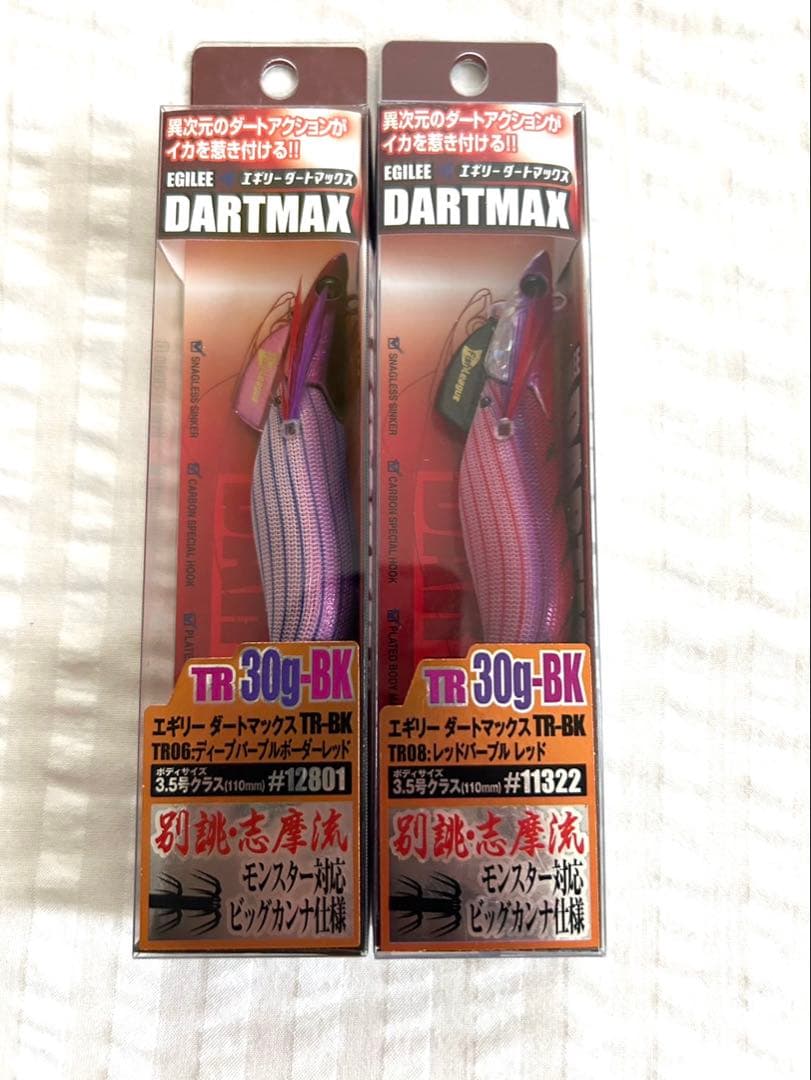 異次元のダートアクションが
イカを惹き付ける!!
EGILEE エギリーダートマックス
DARTMAX
SNAGLESS SINKER
CARBON SPECIAL HOOK
PLATED
TR 30g-BK
エギリー ダートマックス TR-BK
TR06:ディープパープルボーダーレッド
ボディサイズ
3.5号クラス(110mm) #12801
別誂・志摩流
モンスター対応
ビッグカンナ仕様
異次元のダートアクションが
イカを惹き付ける!!
EGILEE エギリーダートマックス
DARTMAX
League
SNAGLESS SINKER
CARBON SPECIAL HOOK
PLATED BODY
TR 30g-BK
エギリー ダートマックス TR-BK
TR08:レッドパープル レッド
ボディサイズ
3.5号クラス(110mm) #11322
別誂・志摩流
モンスター対応
ビッグカンナ仕様